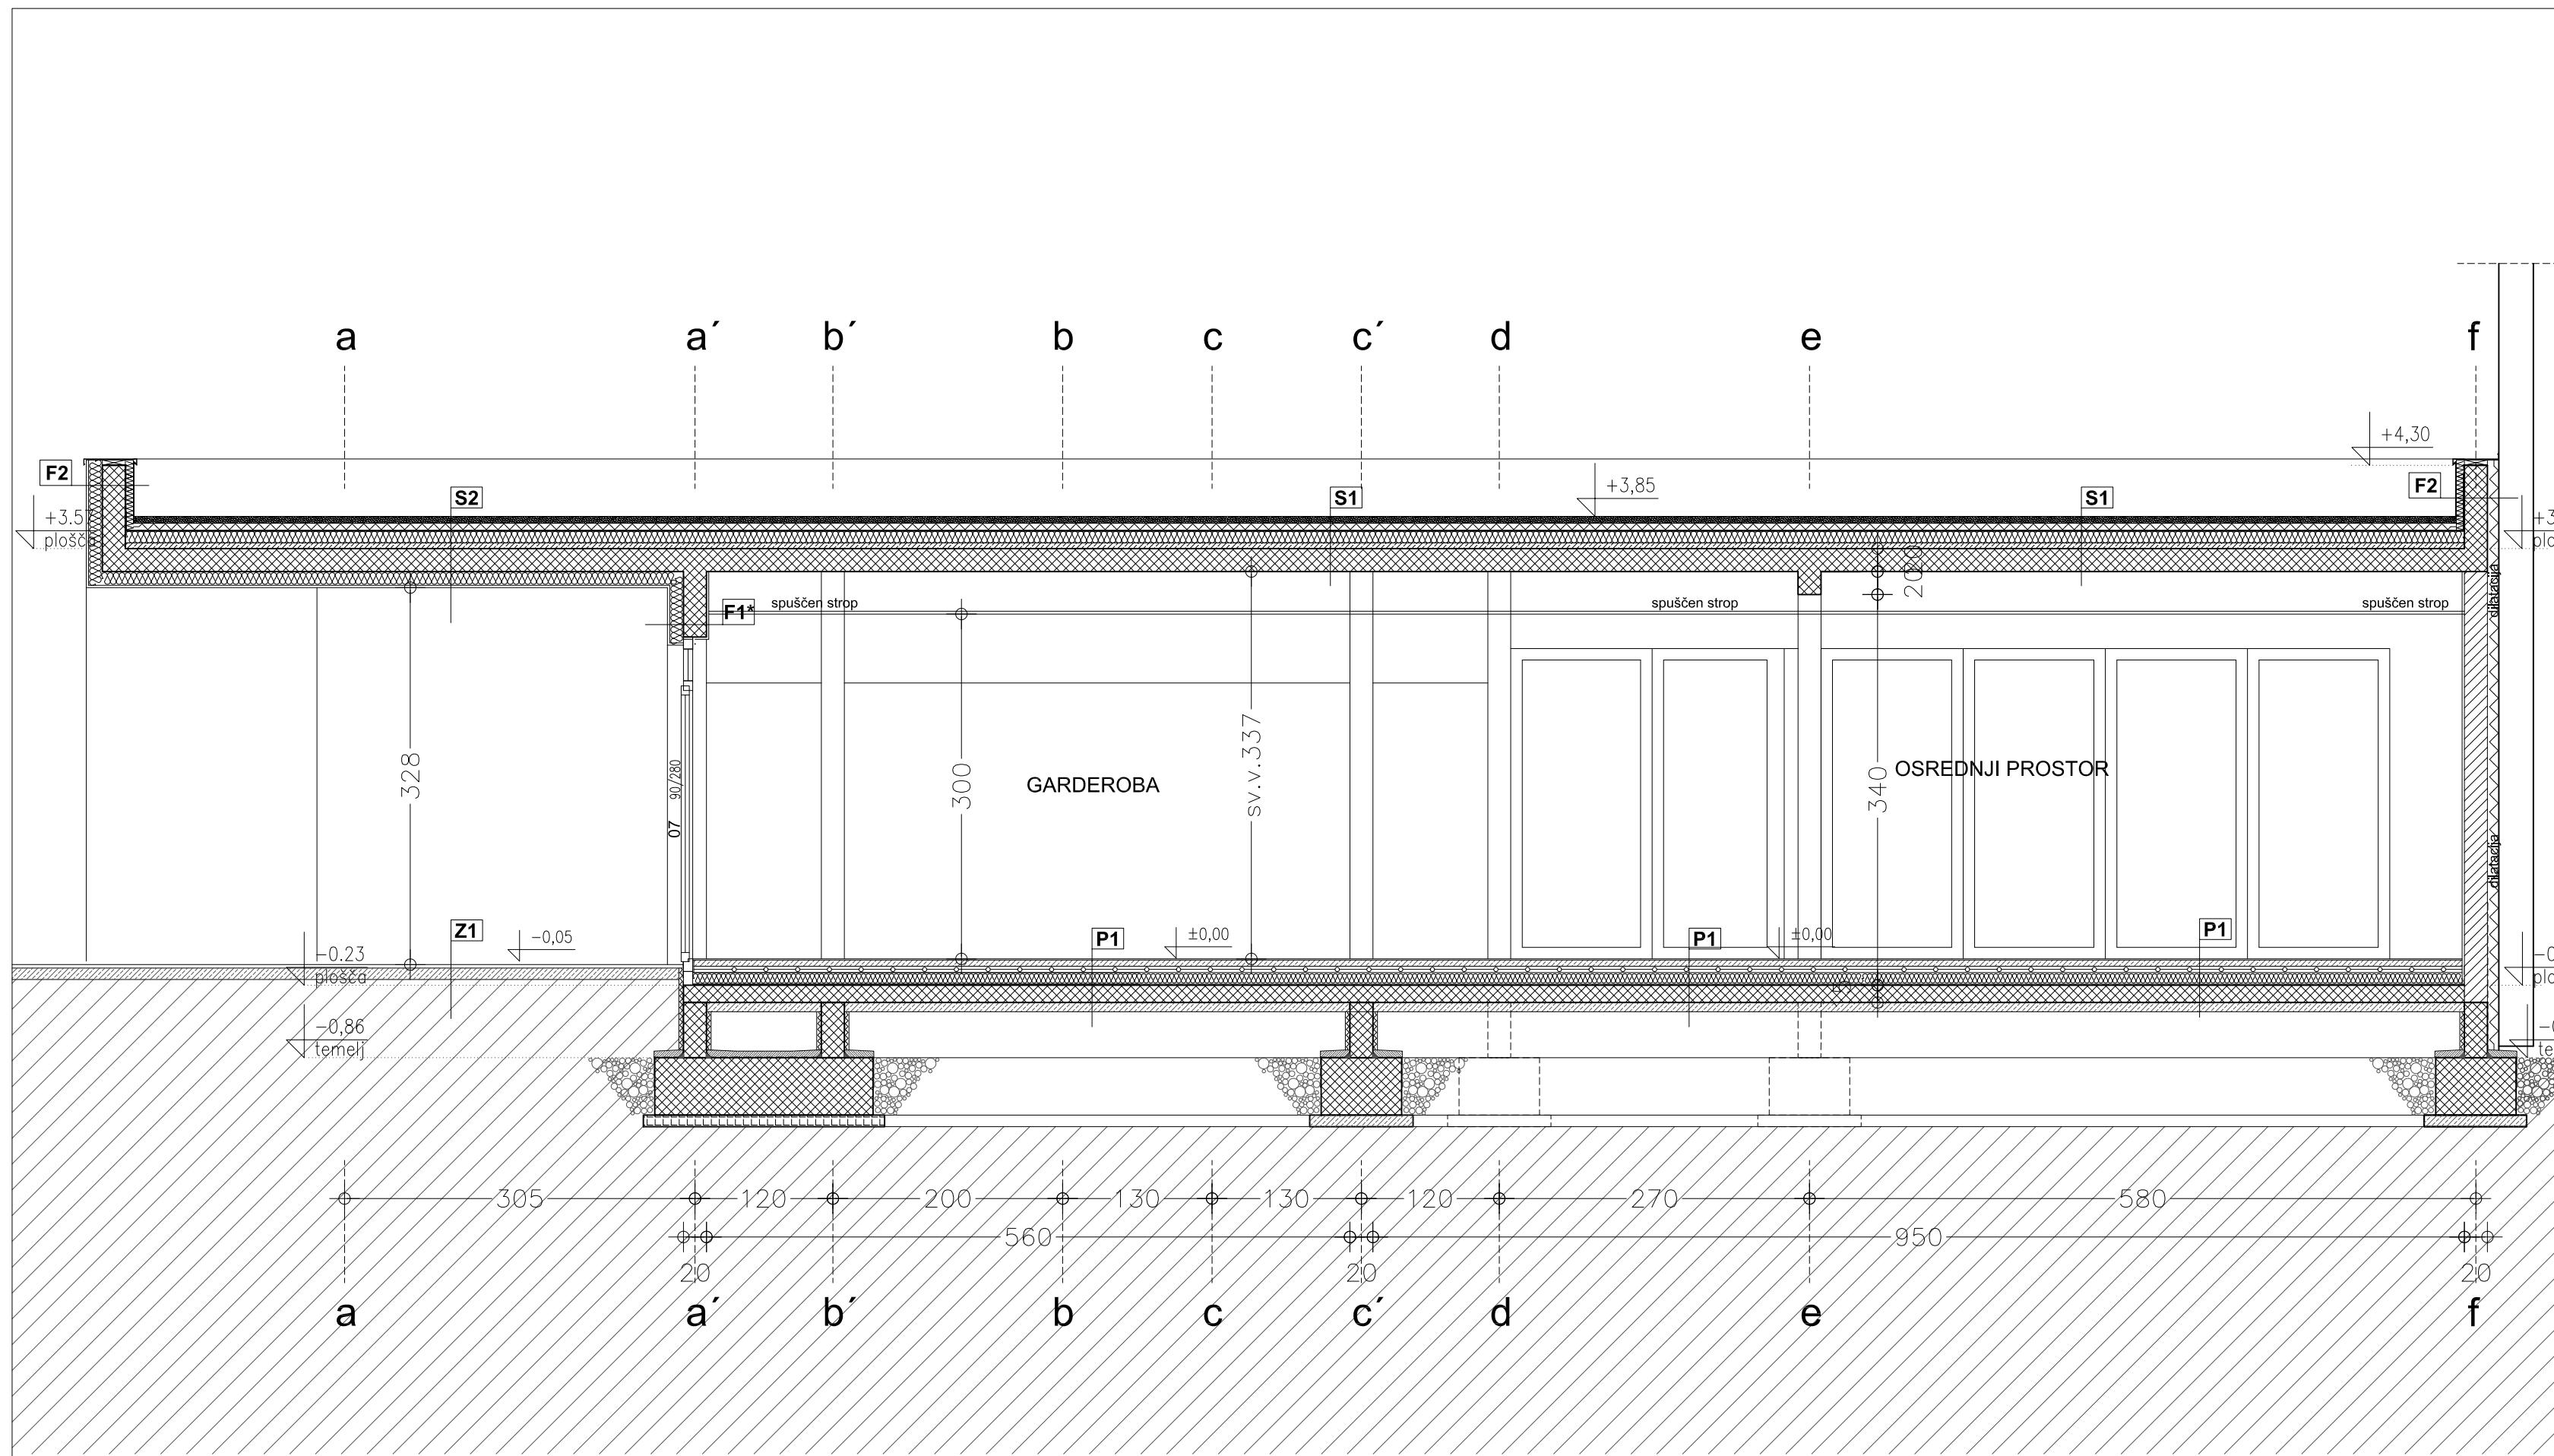 a a´ b´ b c c´ d e f
+4,30
F2
S2
S1
+3,85
S1
F2
plošča
2020
F1*
spuščen strop
spuščen strop
spuščen strop
dilatacija
328
90/280
07
300
GARDEROBA
sv.v.337
340
OSREDNJI PROSTOR
dilatacija
Z1
-0,05
P1
±0,00
P1
±0,00
P1
-0.23
plošča
-0,86
temelj
305 120 200 130 130 120 270 580
560 950
20 20 20
a a´ b´ b c c´ d e f